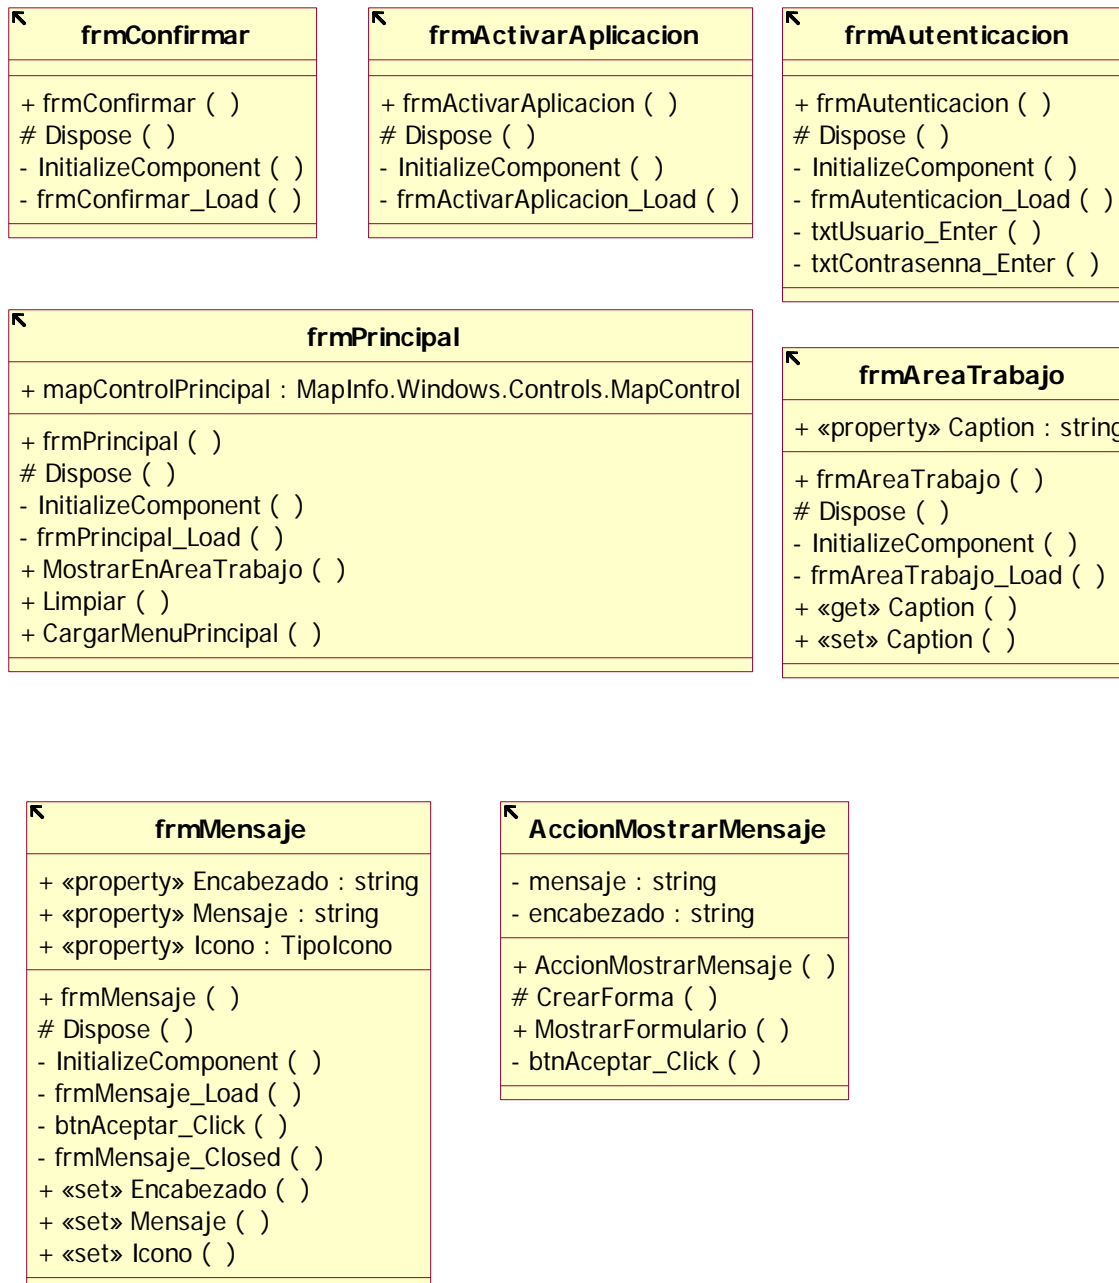 frmConfirmar
+ frmConfirmar ( )
# Dispose ( )
- InitializeComponent ( )
- frmConfirmar_Load ( )
frmActivarAplicacion
+ frmActivarAplicacion ( )
# Dispose ( )
- InitializeComponent ( )
- frmActivarAplicacion_Load ( )
frmAutenticacion
+ frmAutenticacion ( )
# Dispose ( )
- InitializeComponent ( )
- frmAutenticacion_Load ( )
- txtUsuario_Enter ( )
- txtContrasenna_Enter ( )
frmPrincipal
+ mapControlPrincipal : MapInfo.Windows.Controls.MapControl
+ frmPrincipal ( )
# Dispose ( )
- InitializeComponent ( )
- frmPrincipal_Load ( )
+ MostrarEnAreaTrabajo ( )
+ Limpiar ( )
+ CargarMenuPrincipal ( )
frmAreaTrabajo
+ «property» Caption : string
+ frmAreaTrabajo ( )
# Dispose ( )
- InitializeComponent ( )
- frmAreaTrabajo_Load ( )
+ «get» Caption ( )
+ «set» Caption ( )
frmMensaje
+ «property» Encabezado : string
+ «property» Mensaje : string
+ «property» Icono : TipoIcono
+ frmMensaje ( )
# Dispose ( )
- InitializeComponent ( )
- frmMensaje_Load ( )
- btnAceptar_Click ( )
- frmMensaje_Closed ( )
+ «set» Encabezado ( )
+ «set» Mensaje ( )
+ «set» Icono ( )
AccionMostrarMensaje
- mensaje : string
- encabezado : string
+ AccionMostrarMensaje ( )
# CrearForma ( )
+ MostrarFormulario ( )
- btnAceptar_Click ( )